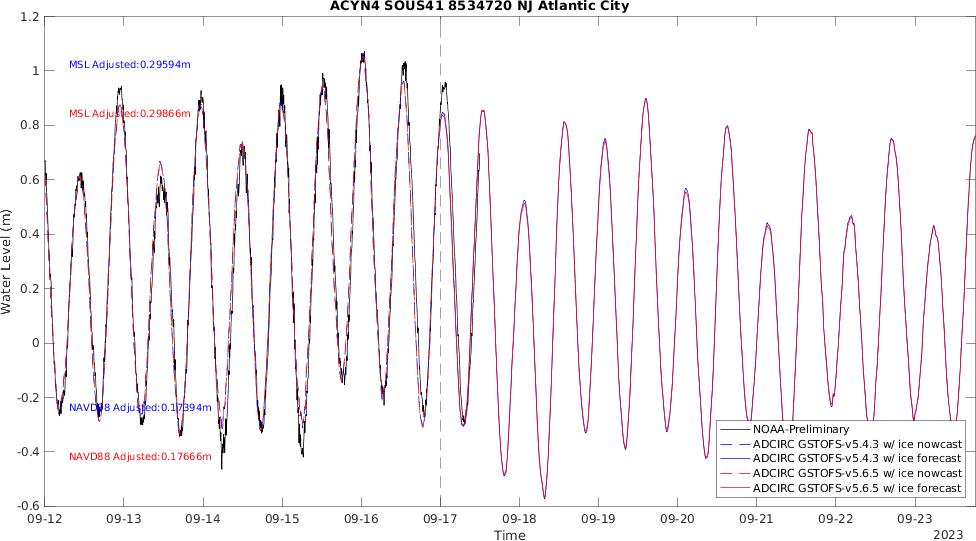 ACYN4 SOUS41 8534720 NJ Atlantic City
1.2
1
0.8
0.6
0.4
0.2
0
-0.2
-0.4
-0.6
Water Level (m)
MSL Adjusted:0.29594m
MSL Adjusted:0.29866m
NAVD88 Adjusted:0.17394m
NAVD88 Adjusted:0.17666m
NOAA-Preliminary
ADCIRC GSTOFS-v5.4.3 w/ ice nowcast
ADCIRC GSTOFS-v5.4.3 w/ ice forecast
ADCIRC GSTOFS-v5.6.5 w/ ice nowcast
ADCIRC GSTOFS-v5.6.5 w/ ice forecast
09-12 09-13 09-14 09-15 09-16 09-17 09-18 09-19 09-20 09-21 09-22 09-23
Time
2023